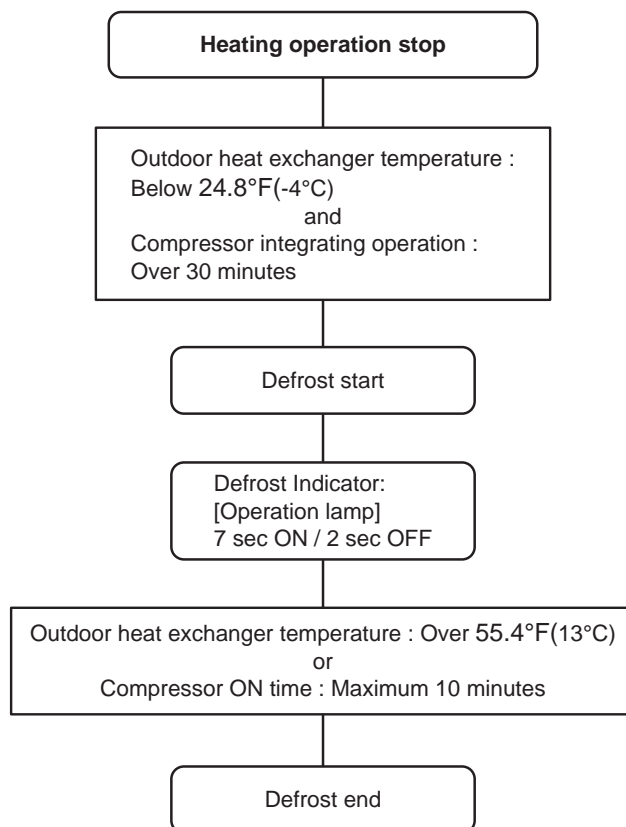 Heating operation stop
Outdoor heat exchanger temperature :
Below 24.8°F(-4°C)
and
Compressor integrating operation :
Over 30 minutes
Defrost start
Defrost Indicator:
[Operation lamp]
7 sec ON / 2 sec OFF
Outdoor heat exchanger temperature : Over 55.4°F(13°C)
or
Compressor ON time : Maximum 10 minutes
Defrost end